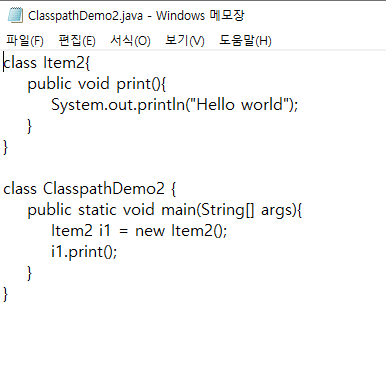 ClasspathDemo2.java - Windows 메모장
파일(F) 편집(E) 서식(O) 보기(V) 도움말(H)
class Item2{
    public void print(){
        System.out.println("Hello world");
    }
}

class ClasspathDemo2 {
    public static void main(String[] args){
        Item2 i1 = new Item2();
        i1.print();
    }
}